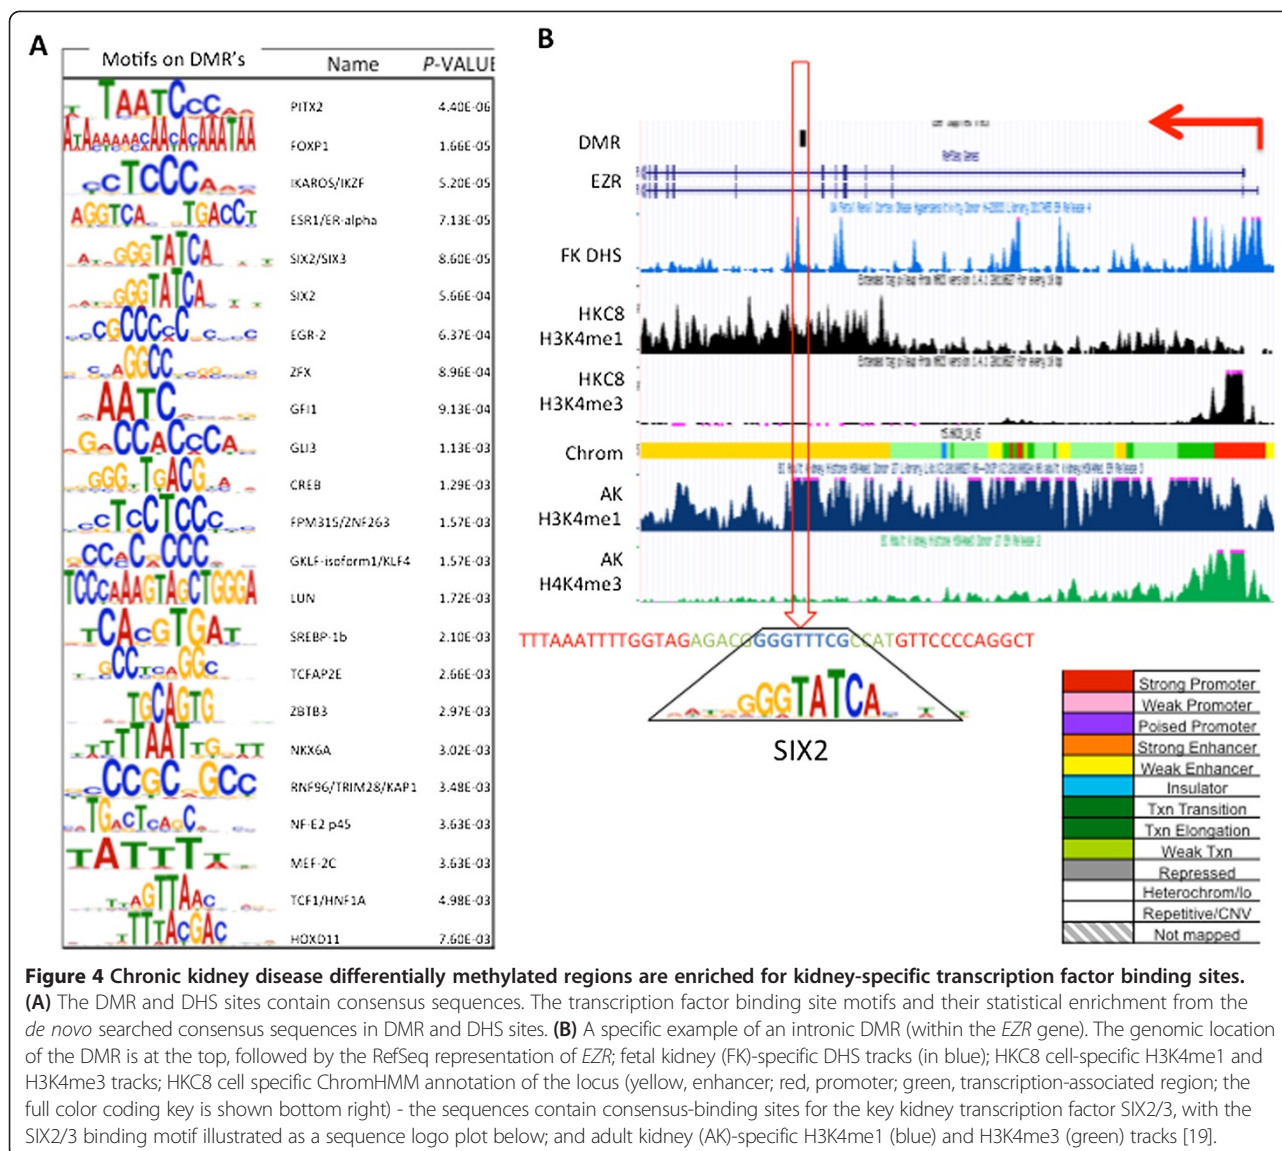 A
Motifs on DMR's Name P-VALUE
PITX2 4.40E-06
FOXP1 1.66E-05
IKAROS/IKZF 5.20E-05
ESR1/ER-alpha 7.13E-05
SIX2/SIX3 8.60E-05
SIX2 5.66E-04
EGR-2 6.37E-04
ZFX 8.96E-04
GFI1 9.13E-04
GLI3 1.13E-03
CREB 1.29E-03
FPM315/ZNF263 1.57E-03
GKLF-isoform1/KLF4 1.57E-03
LUN 1.72E-03
SREBP-1b 2.10E-03
TCFAP2E 2.66E-03
ZBTB3 2.97E-03
NKX6A 3.02E-03
RNF96/TRIM28/KAP1 3.48E-03
NF-E2 p45 3.63E-03
MEF-2C 3.63E-03
TCF1/HNF1A 4.98E-03
HOXD11 7.60E-03
B
DMR
EZR
RefSeq Genes
FK DHS
HKC8
H3K4me1
HKC8
H3K4me3
Chrom
AK
H3K4me1
AK
H4K4me3
TTTAAATTTTGGTAGAGACGGGGTTTCGCCATGTTCCCCAGGCT
GGGTATCA
SIX2
Strong Promoter
Weak Promoter
Poised Promoter
Strong Enhancer
Weak Enhancer
Insulator
Txn Transition
Txn Elongation
Weak Txn
Repressed
Heterochrom/lo
Repetitive/CNV
Not mapped
Figure 4 Chronic kidney disease differentially methylated regions are enriched for kidney-specific transcription factor binding sites.
(A) The DMR and DHS sites contain consensus sequences. The transcription factor binding site motifs and their statistical enrichment from the
de novo searched consensus sequences in DMR and DHS sites. (B) A specific example of an intronic DMR (within the EZR gene). The genomic location
of the DMR is at the top, followed by the RefSeq representation of EZR; fetal kidney (FK)-specific DHS tracks (in blue); HKC8 cell-specific H3K4me1 and
H3K4me3 tracks; HKC8 cell specific ChromHMM annotation of the locus (yellow, enhancer; red, promoter; green, transcription-associated region; the
full color coding key is shown bottom right) - the sequences contain consensus-binding sites for the key kidney transcription factor SIX2/3, with the
SIX2/3 binding motif illustrated as a sequence logo plot below; and adult kidney (AK)-specific H3K4me1 (blue) and H3K4me3 (green) tracks [19].